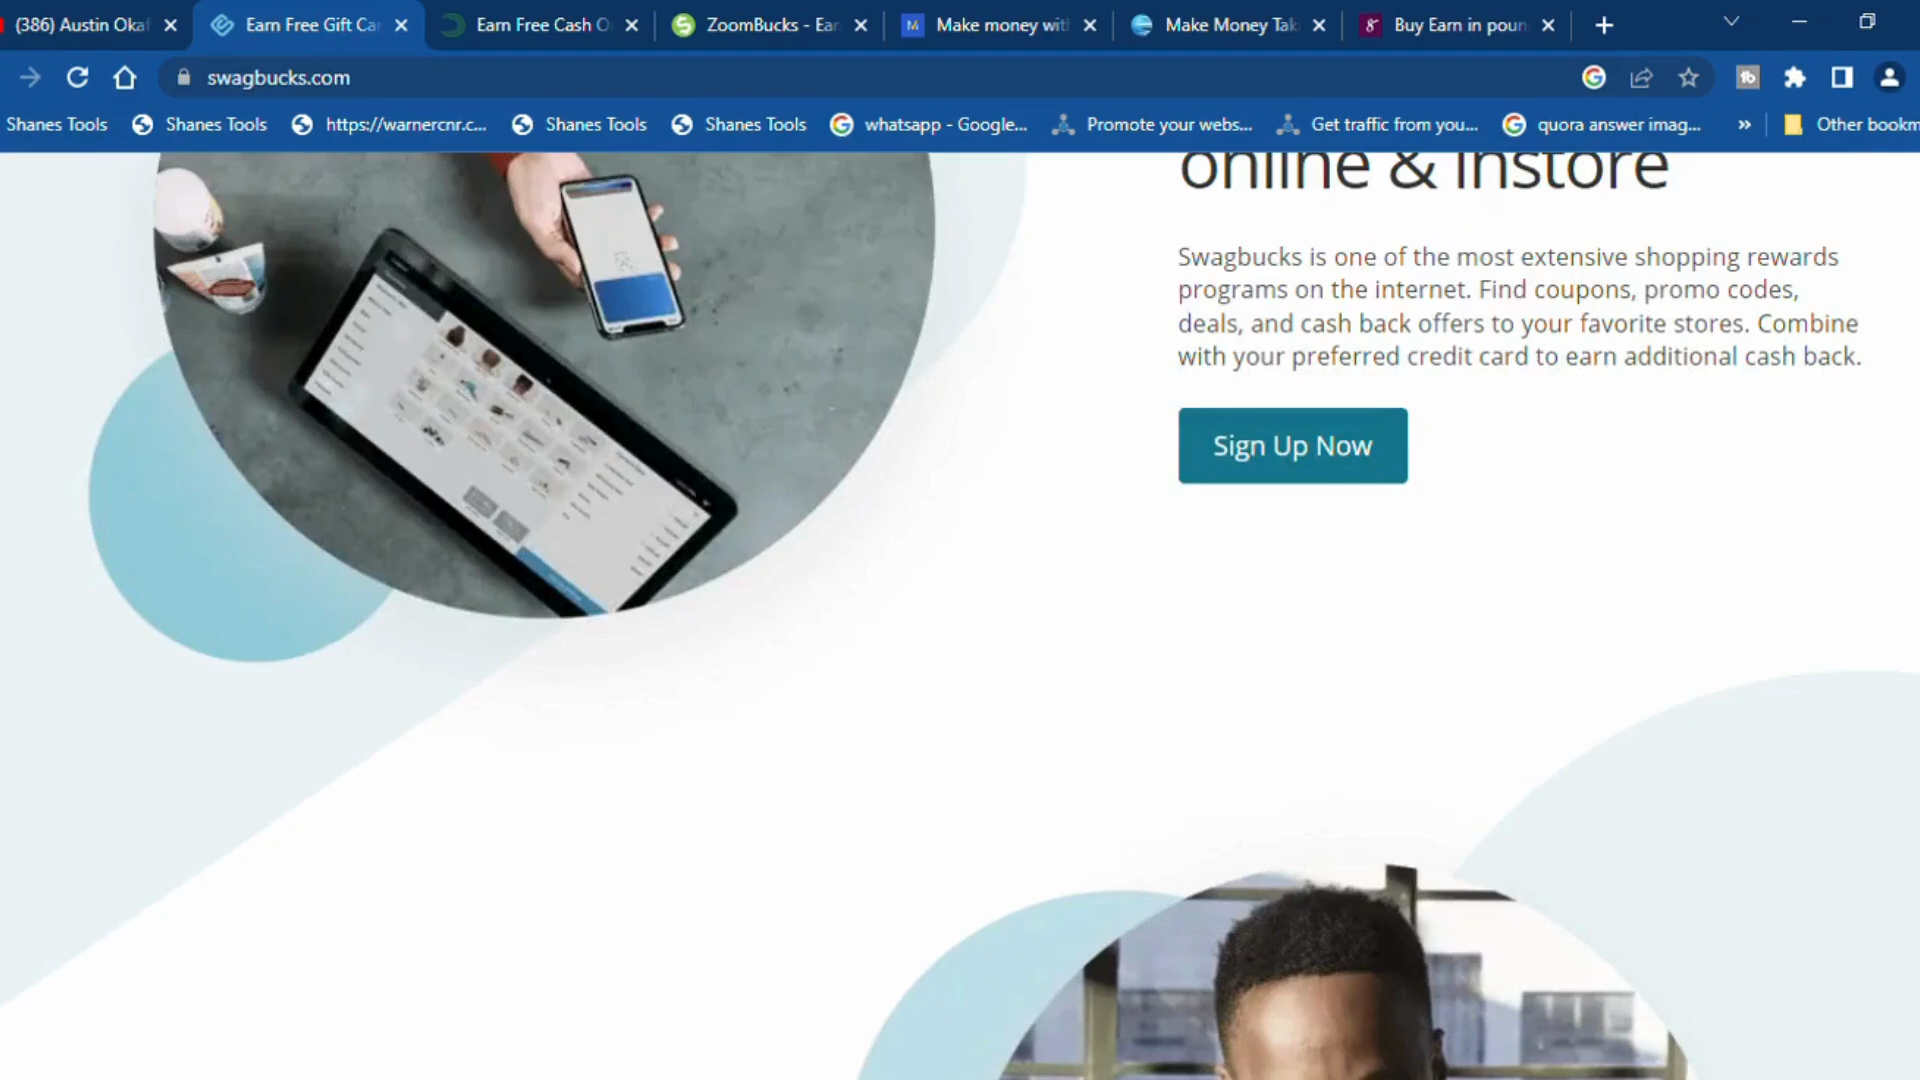 (386) Austin Okaf
Earn Free Gift Car
Earn Free Cash O
ZoomBucks - Ear
Make money with
Make Money Tak
Buy Earn in poun
swagbucks.com
Shanes Tools
Shanes Tools
https://warnercnr.c...
Shanes Tools
Shanes Tools
whatsapp - Google...
Promote your webs...
Get traffic from you...
quora answer imag...
»
Other bookm
online & instore
Swagbucks is one of the most extensive shopping rewards
programs on the internet. Find coupons, promo codes,
deals, and cash back offers to your favorite stores. Combine
with your preferred credit card to earn additional cash back.
Sign Up Now